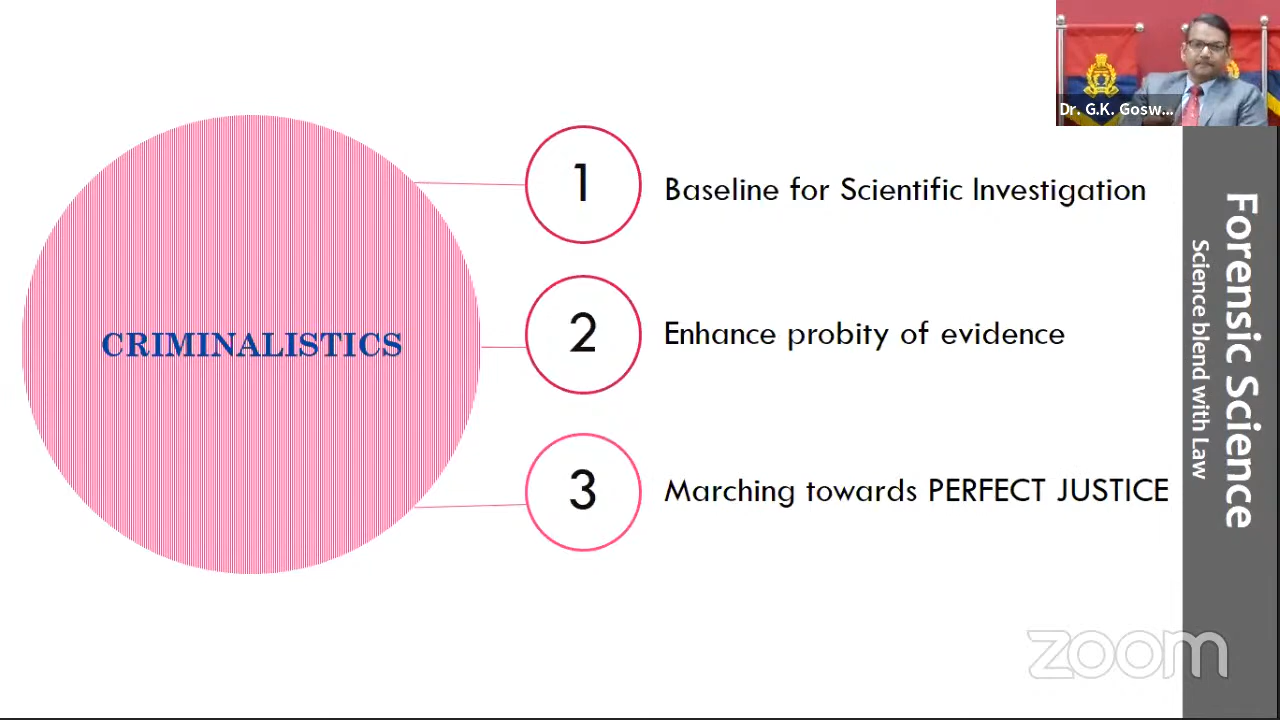 Dr. G.K. Gosw...
CRIMINALISTICS
1
Baseline for Scientific Investigation
2
Enhance probity of evidence
3
Marching towards PERFECT JUSTICE
Forensic Science
Science blend with Law
zoom